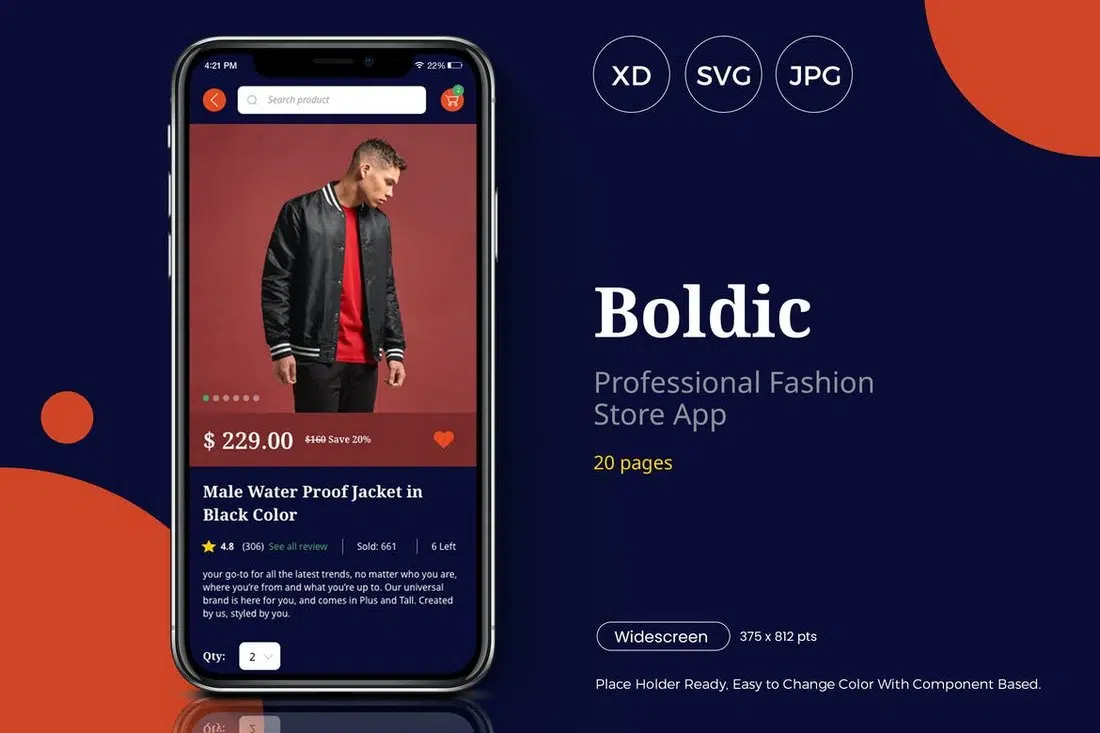 4:21 PM
22%
Search product
2
$ 229.00
$160 Save 20%
Male Water Proof Jacket in
Black Color
4.8 (306) See all review
Sold: 661
6 Left
your go-to for all the latest trends, no matter who you are,
where you're from and what you're up to. Our universal
brand is here for you, and comes in Plus and Tall. Created
by us, styled by you.
Qty: 2
XD
SVG
JPG
Boldic
Professional Fashion
Store App
20 pages
Widescreen 375 x 812 pts
Place Holder Ready, Easy to Change Color With Component Based.